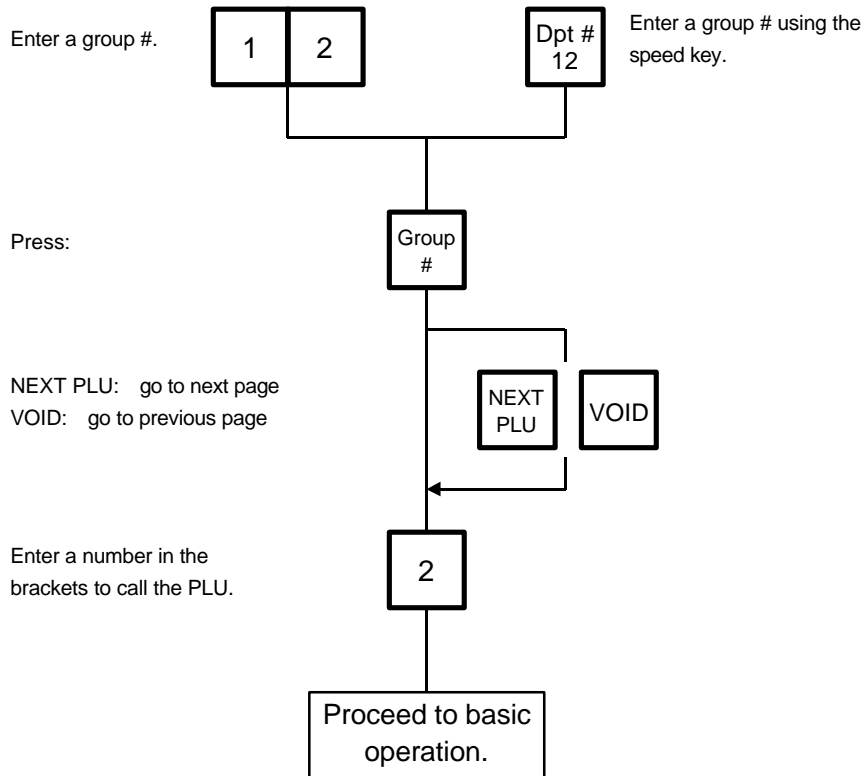 Enter a group #.
1 2
Dpt #
12
Enter a group # using the
speed key.
Press:
Group
#
NEXT PLU: go to next page
VOID: go to previous page
NEXT
PLU
VOID
Enter a number in the
brackets to call the PLU.
2
Proceed to basic
operation.